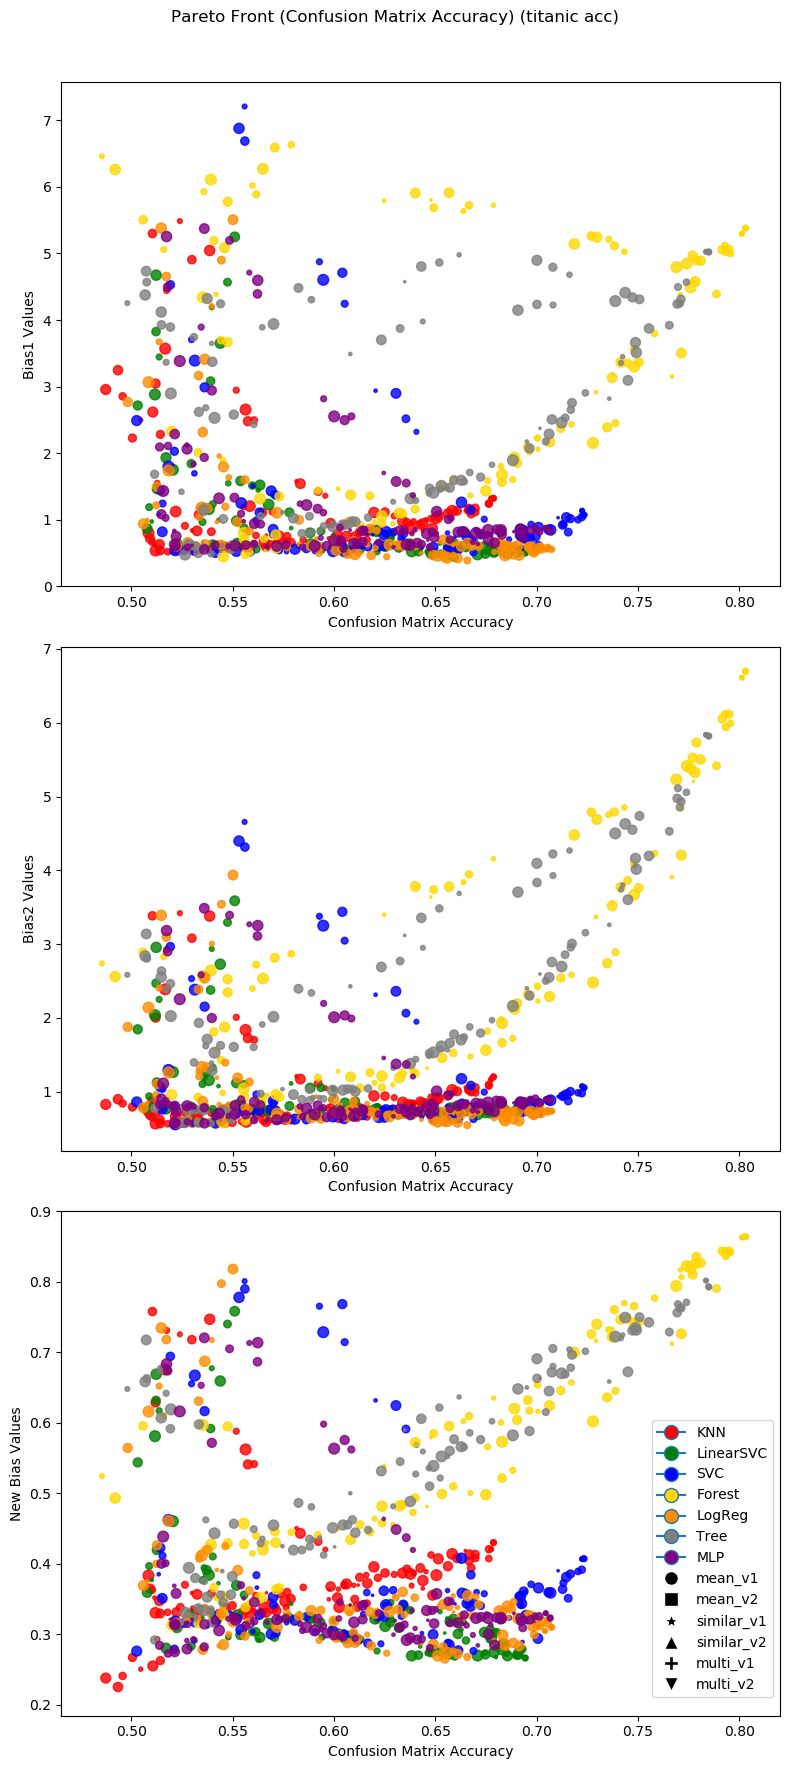 Pareto Front (Confusion Matrix Accuracy) (titanic acc)
7
6
5
4
3
2
1
0
Bias1 Values
0.50 0.55 0.60 0.65 0.70 0.75 0.80
Confusion Matrix Accuracy
7
6
5
4
3
2
1
Bias2 Values
0.50 0.55 0.60 0.65 0.70 0.75 0.80
Confusion Matrix Accuracy
0.9
0.8
0.7
0.6
0.5
0.4
0.3
0.2
New Bias Values
KNN
LinearSVC
SVC
Forest
LogReg
Tree
MLP
mean_v1
mean_v2
similar_v1
similar_v2
multi_v1
multi_v2
0.50 0.55 0.60 0.65 0.70 0.75 0.80
Confusion Matrix Accuracy